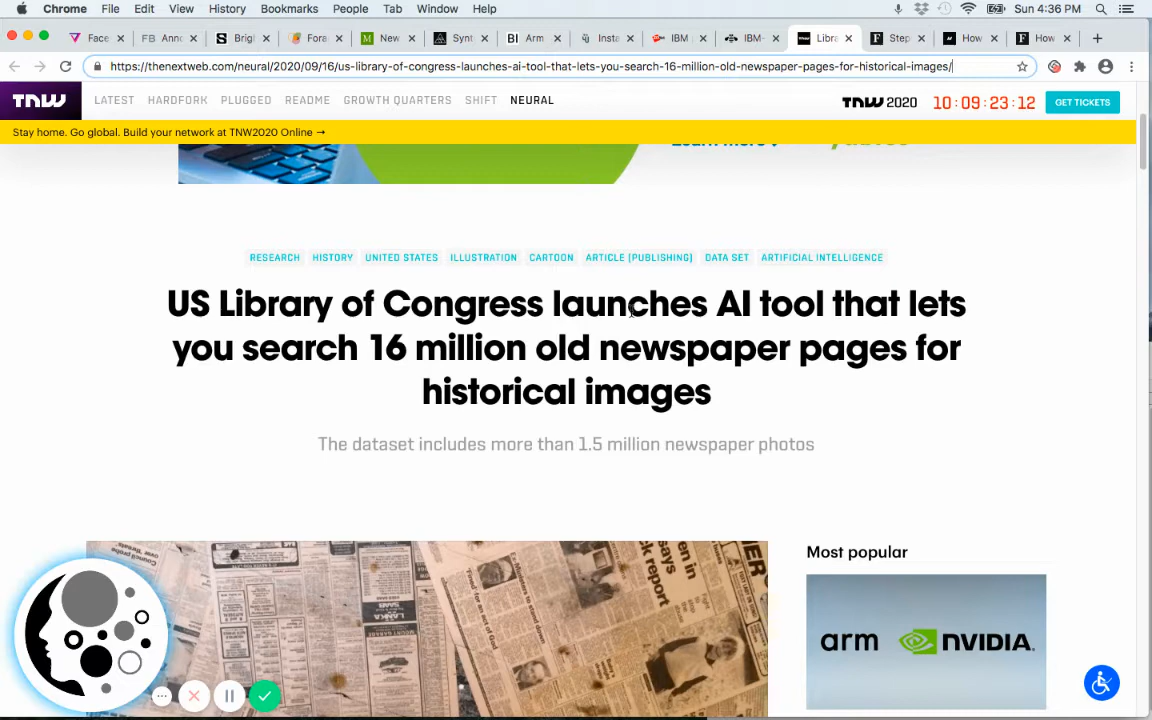 Chrome File Edit View History Bookmarks People Tab Window Help Sun 4:36 PM
Face FB Anno Brigl Fora M New Synt BI Arm Insta IBM IBM- Libra F Step How F How
https://thenextweb.com/neural/2020/09/16/us-library-of-congress-launches-ai-tool-that-lets-you-search-16-million-old-newspaper-pages-for-historical-images/
TNW LATEST HARDFORK PLUGGED README GROWTH QUARTERS SHIFT NEURAL TNW 2020 10:09:23:12 GET TICKETS
Stay home. Go global. Build your network at TNW2020 Online →
RESEARCH HISTORY UNITED STATES ILLUSTRATION CARTOON ARTICLE (PUBLISHING) DATA SET ARTIFICIAL INTELLIGENCE
US Library of Congress launches AI tool that lets
you search 16 million old newspaper pages for
historical images
The dataset includes more than 1.5 million newspaper photos
Most popular
arm NVIDIA.
says
k report